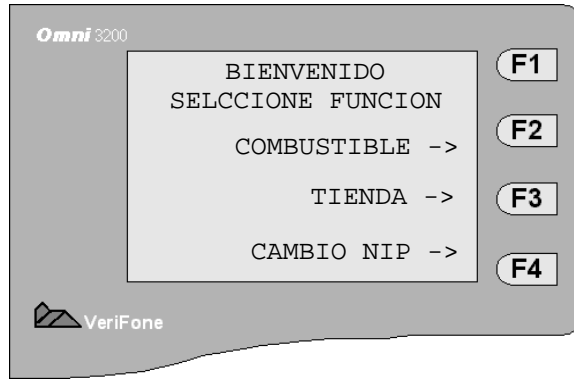 Omni 3200
BIENVENIDO
SELCCIONE FUNCION
COMBUSTIBLE ->
TIENDA ->
CAMBIO NIP ->
F1
F2
F3
F4
VeriFone